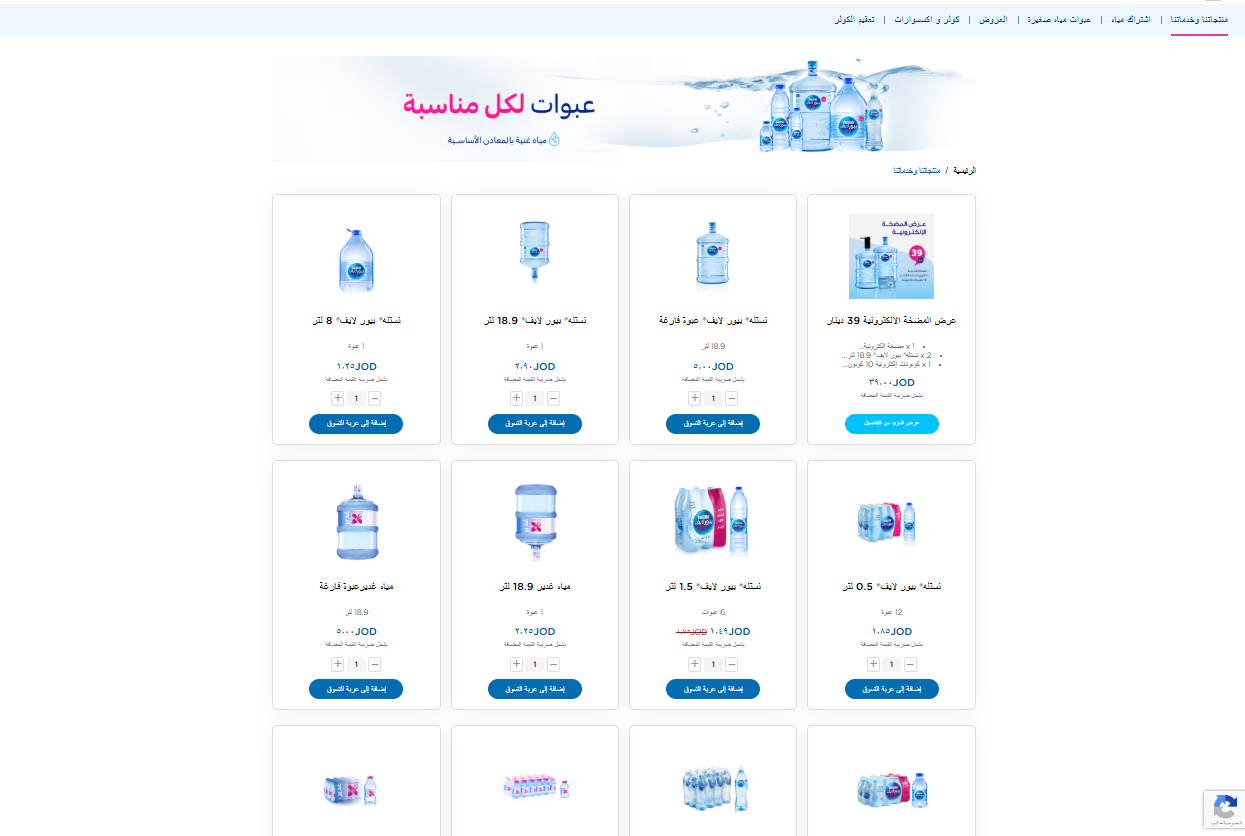 منتجاتنا وخدماتنا | اشتراك مياه | عبوات مياه صغيرة | العروض | كولر و اكسسوارات | تعقيم الكولر
عبوات لكل مناسبة
مياه غنية بالمعادن الأساسية
الرئيسية / منتجاتنا وخدماتنا
عرض المضخة الإلكترونية
39
عرض المضخة الإلكترونية 39 دينار
1 x مضخة إلكترونية...
2 x نستله® بيور لايف® 18.9 لتر...
1 x كوبونات إلكترونية 10 كوبون...
٣٩.٠٠JOD
يشمل ضريبة القيمة المضافة
عرض المزيد من التفاصيل
نستله® بيور لايف® عبوة فارغة
18.9 لتر
٥.٠٠JOD
يشمل ضريبة القيمة المضافة
+ 1 −
إضافة إلى عربة التسوق
نستله® بيور لايف® 18.9 لتر
1 عبوة
٢.٩٠JOD
يشمل ضريبة القيمة المضافة
+ 1 −
إضافة إلى عربة التسوق
نستله® بيور لايف® 8 لتر
1 عبوة
١.٢٥JOD
يشمل ضريبة القيمة المضافة
+ 1 −
إضافة إلى عربة التسوق
نستله® بيور لايف® 0.5 لتر
12 عبوة
١.٨٥JOD
يشمل ضريبة القيمة المضافة
+ 1 −
إضافة إلى عربة التسوق
نستله® بيور لايف® 1.5 لتر
6 عبوات
١.٤٩JOD
يشمل ضريبة القيمة المضافة
+ 1 −
إضافة إلى عربة التسوق
مياه غدير 18.9 لتر
1 عبوة
٢.٢٥JOD
يشمل ضريبة القيمة المضافة
+ 1 −
إضافة إلى عربة التسوق
مياه غديرعبوة فارغة
18.9 لتر
٥.٠٠JOD
يشمل ضريبة القيمة المضافة
+ 1 −
إضافة إلى عربة التسوق